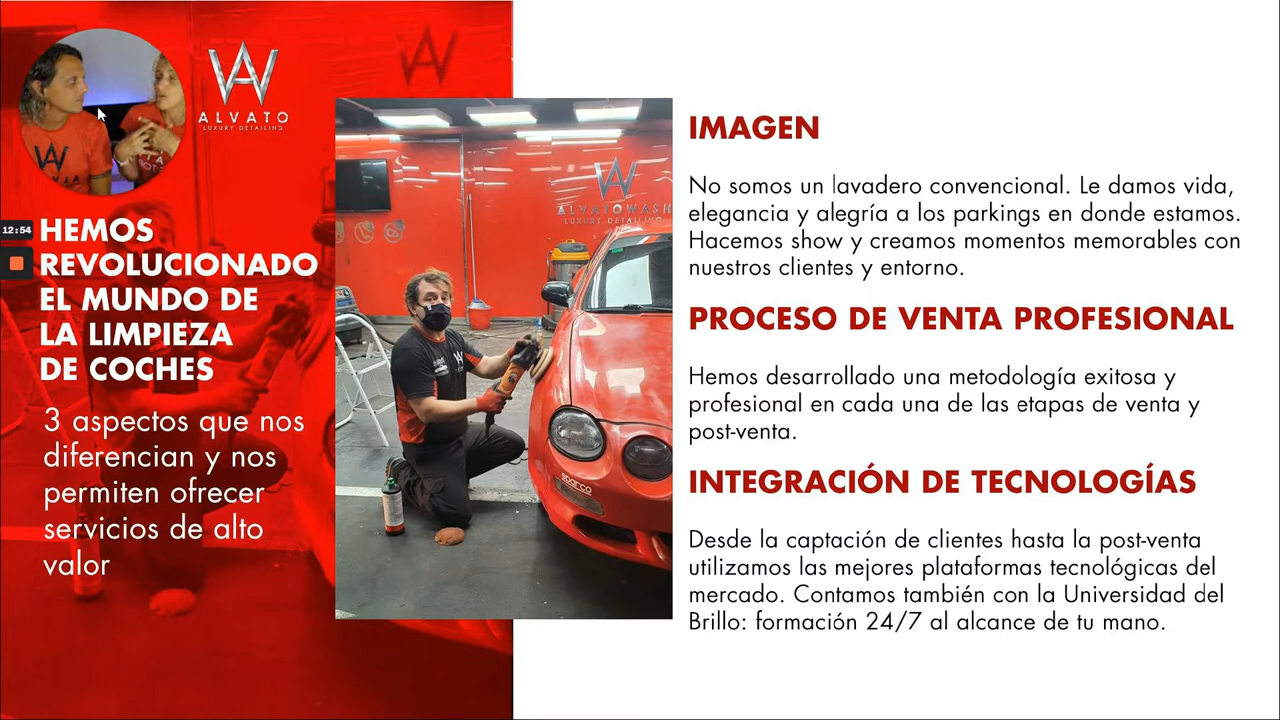 ALVATO
LUXURY DETAILING
12:54
HEMOS
REVOLUCIONADO
EL MUNDO DE
LA LIMPIEZA
DE COCHES
3 aspectos que nos
diferencian y nos
permiten ofrecer
servicios de alto
valor
ALVATOWASH
LUXURY DETAILING
sparco
IMAGEN
No somos un lavadero convencional. Le damos vida,
elegancia y alegría a los parkings en donde estamos.
Hacemos show y creamos momentos memorables con
nuestros clientes y entorno.
PROCESO DE VENTA PROFESIONAL
Hemos desarrollado una metodología exitosa y
profesional en cada una de las etapas de venta y
post-venta.
INTEGRACIÓN DE TECNOLOGÍAS
Desde la captación de clientes hasta la post-venta
utilizamos las mejores plataformas tecnológicas del
mercado. Contamos también con la Universidad del
Brillo: formación 24/7 al alcance de tu mano.